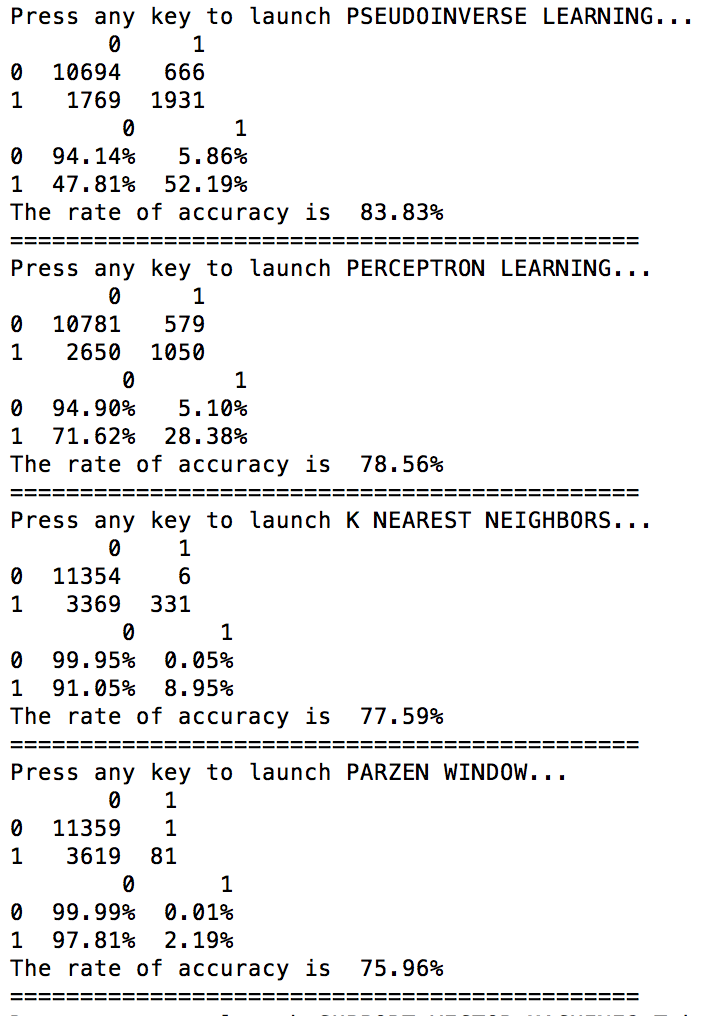 Press any key to launch PSEUDOINVERSE LEARNING...
       0     1
0  10694   666
1   1769  1931
        0       1
0  94.14%   5.86%
1  47.81%  52.19%
The rate of accuracy is  83.83%
=============================================
Press any key to launch PERCEPTRON LEARNING...
       0     1
0  10781   579
1   2650  1050
        0       1
0  94.90%   5.10%
1  71.62%  28.38%
The rate of accuracy is  78.56%
=============================================
Press any key to launch K NEAREST NEIGHBORS...
       0    1
0  11354    6
1   3369  331
        0      1
0  99.95%  0.05%
1  91.05%  8.95%
The rate of accuracy is  77.59%
=============================================
Press any key to launch PARZEN WINDOW...
       0   1
0  11359   1
1   3619  81
        0      1
0  99.99%  0.01%
1  97.81%  2.19%
The rate of accuracy is  75.96%
=============================================